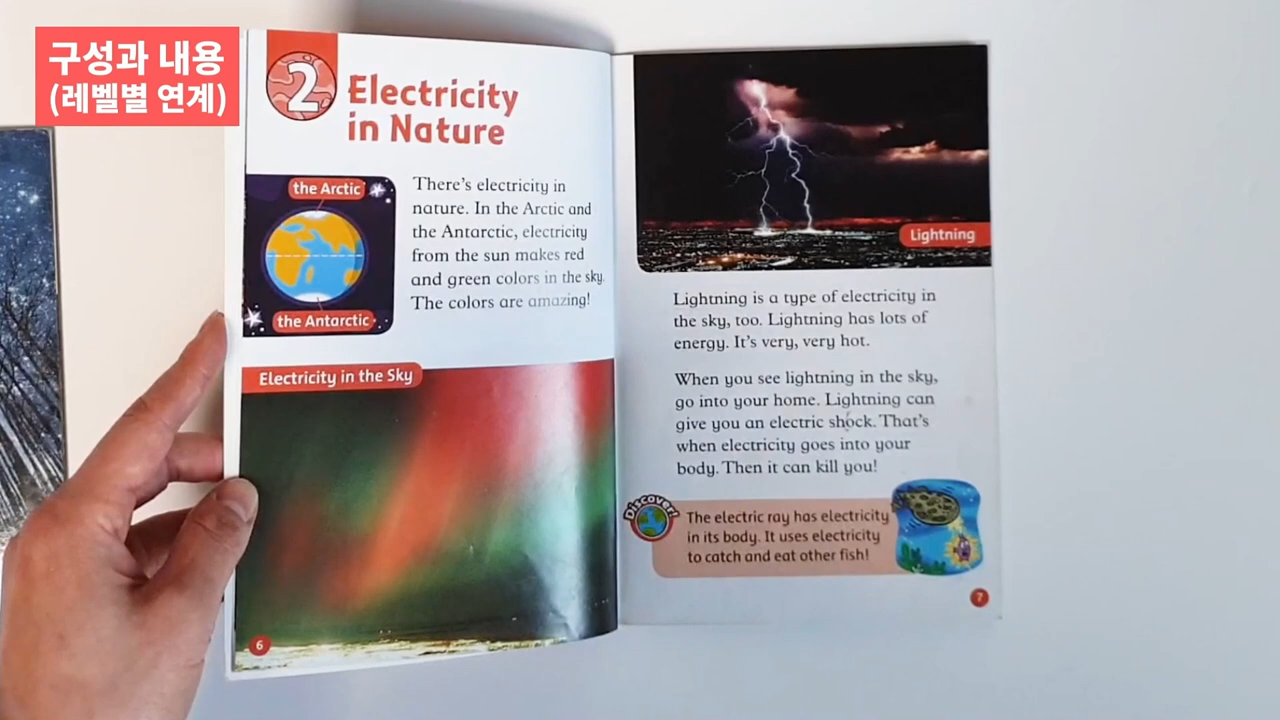 구성과 내용
(레벨별 연계)
2
Electricity
in Nature
the Arctic
the Antarctic
There's electricity in
nature. In the Arctic and
the Antarctic, electricity
from the sun makes red
and green colors in the sky.
The colors are amazing!
Electricity in the Sky
6
Lightning
Lightning is a type of electricity in
the sky, too. Lightning has lots of
energy. It's very, very hot.
When you see lightning in the sky,
go into your home. Lightning can
give you an electric shock. That's
when electricity goes into your
body. Then it can kill you!
Discover!
The electric ray has electricity
in its body. It uses electricity
to catch and eat other fish!
7